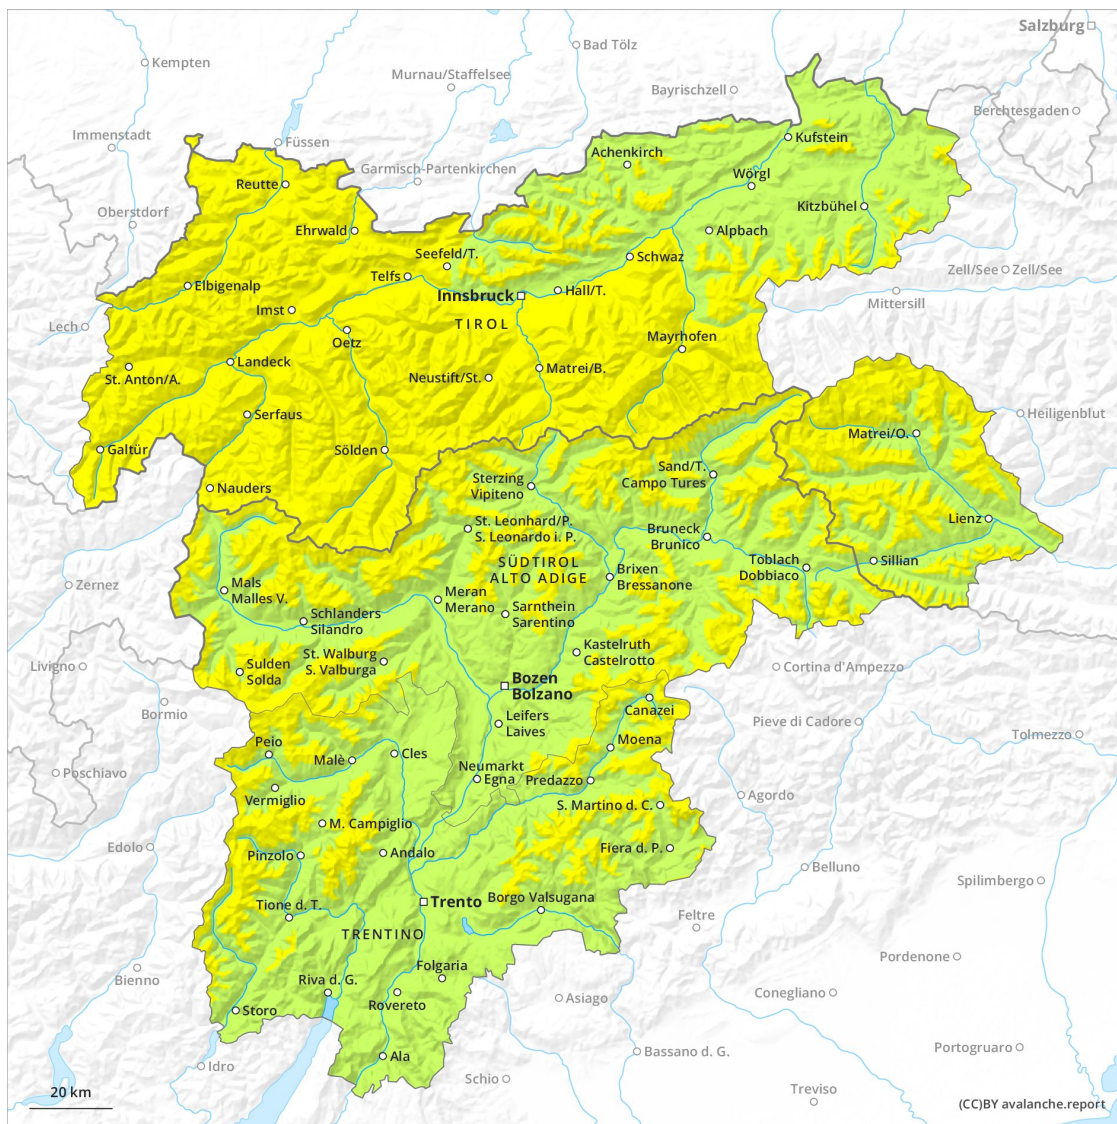 Salzburg
Bad Tölz
Kempten
Murnau/Staffelsee
Bayrischzell
Berchtesgaden
Immenstadt
Füssen
Kufstein
Achenkirch
Garmisch-Partenkirchen
Wörgl
Reutte
Kitzbühel
Oberstdorf
Ehrwald
Alpbach
Seefeld/T.
Schwaz
Zell/See
Zell/See
Telfs
Elbigenalp
Hall/T.
Innsbruck
Mittersill
Imst
TIROL
Lech
Oetz
Mayrhofen
Landeck
Matrei/B.
St. Anton/A.
Neustift/St.
Serfaus
Heiligenblut
Matrei/O.
Galtür
Sölden
Sand/T.
Campo Tures
Sterzing
Vipiteno
Nauders
Lienz
St. Leonhard/P.
S. Leonardo i. P.
Bruneck
Brunico
Toblach
Dobbiaco
Sillian
SÜDTIROL
ALTO ADIGE
Brixen
Bressanone
Zernez
Mals
Malles V.
Meran
Merano
Sarnthein
Sarentino
Schlanders
Silandro
Kastelruth
Castelrotto
St. Walburg
S. Valburga
Livigno
Sulden
Solda
Cortina d'Ampezzo
Bozen
Bolzano
Bormio
Canazei
Leifers
Laives
Pieve di Cadore
Tolmezzo
Peio
Moena
Cles
Malè
Poschiavo
Neumarkt
Egna
Predazzo
Vermiglio
Agordo
S. Martino d. C.
M. Campiglio
Edolo
Pinzolo
Andalo
Fiera d. P.
Belluno
Spilimbergo
Borgo Valsugana
Trento
Tione d. T.
Feltre
TRENTINO
Pordenone
Folgaria
Bienno
Riva d. G.
Conegliano
Rovereto
Asiago
Storo
Portogruaro
Bassano d. G.
Ala
Idro
Schio
Treviso
20 km
(CC)BY avalanche.report